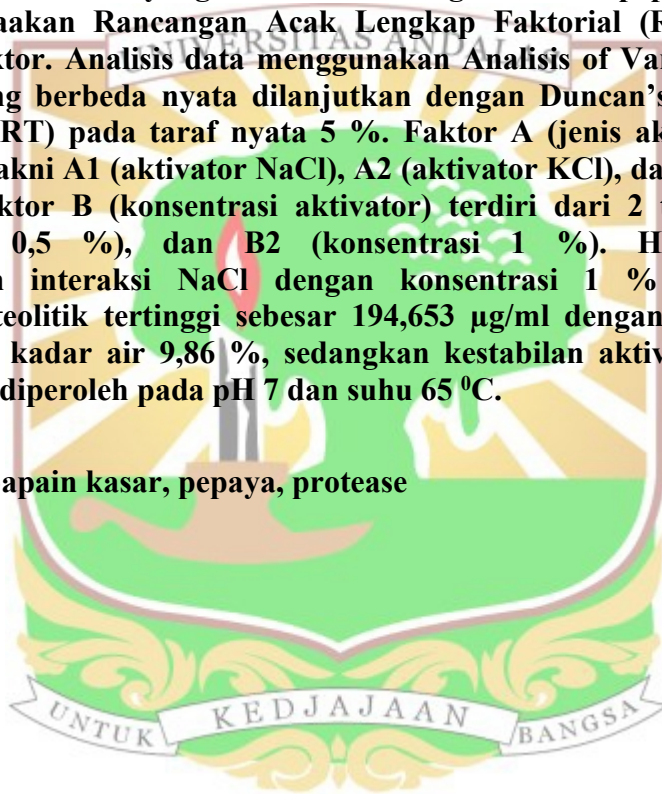 aakan Rancangan Acak Lengkap Faktorial (R
ktor. Analisis data menggunakan Analisis of Var
ng berbeda nyata dilanjutkan dengan Duncan's
RT) pada taraf nyata 5 %. Faktor A (jenis ak
akni A1 (aktivator NaCl), A2 (aktivator KCl), da
ktor B (konsentrasi aktivator) terdiri dari 2
0,5 %), dan B2 (konsentrasi 1 %). H
interaksi NaCl dengan konsentrasi 1 %
teolitik tertinggi sebesar 194,653 µg/ml dengan
kadar air 9,86 %, sedangkan kestabilan aktiv
diperoleh pada pH 7 dan suhu 65 ⁰C.
apain kasar, pepaya, protease
UNIVERSITAS ANDALAS
UNTUK KEDJAJAAN BANGSA